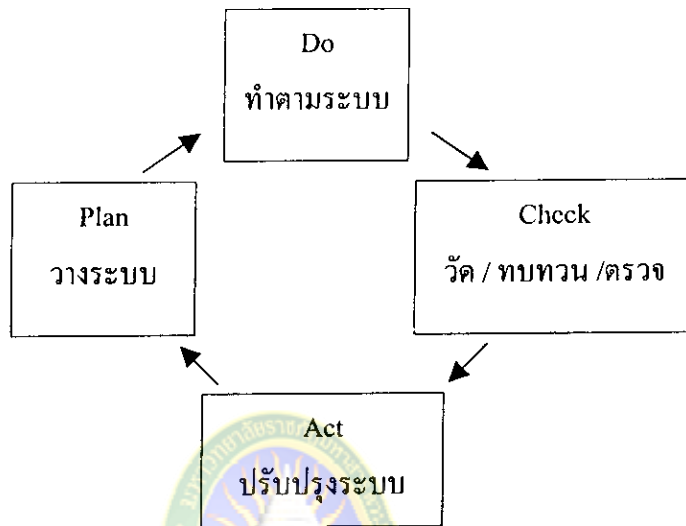 Do
ทำตามระบบ
Plan
วางระบบ
Check
วัด / ทบทวน /ตรวจ
Act
ปรับปรุงระบบ